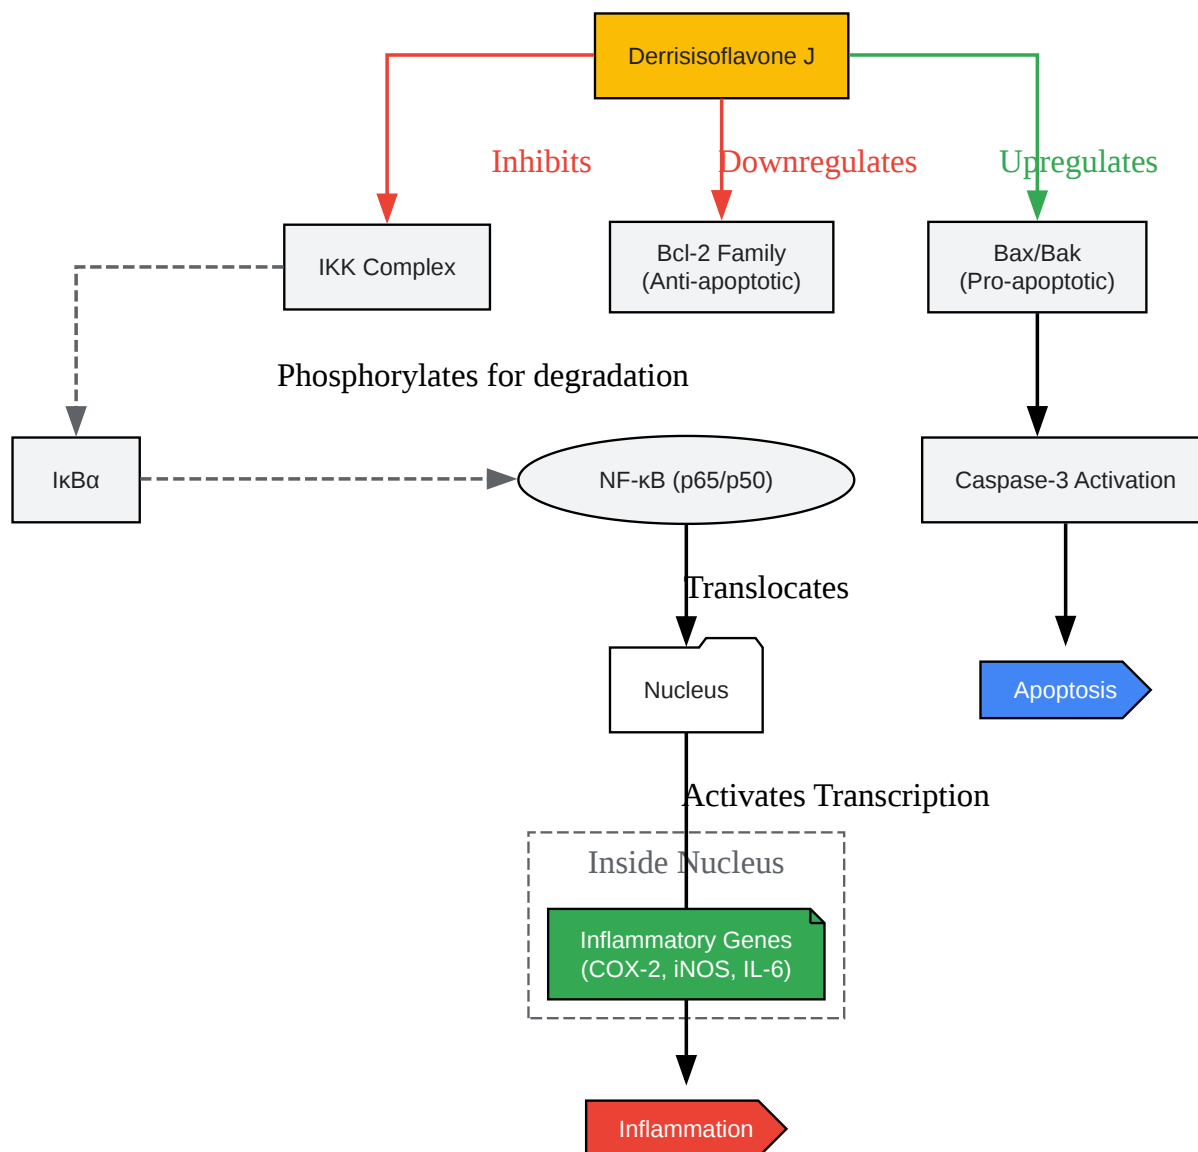 Derrisisoflavone J
Inhibits
Downregulates
Upregulates
IKK Complex
Bcl-2 Family
(Anti-apoptotic)
Bax/Bak
(Pro-apoptotic)
Phosphorylates for degradation
IκBα
NF-κB (p65/p50)
Caspase-3 Activation
Translocates
Nucleus
Apoptosis
Activates Transcription
Inside Nucleus
Inflammatory Genes
(COX-2, iNOS, IL-6)
Inflammation